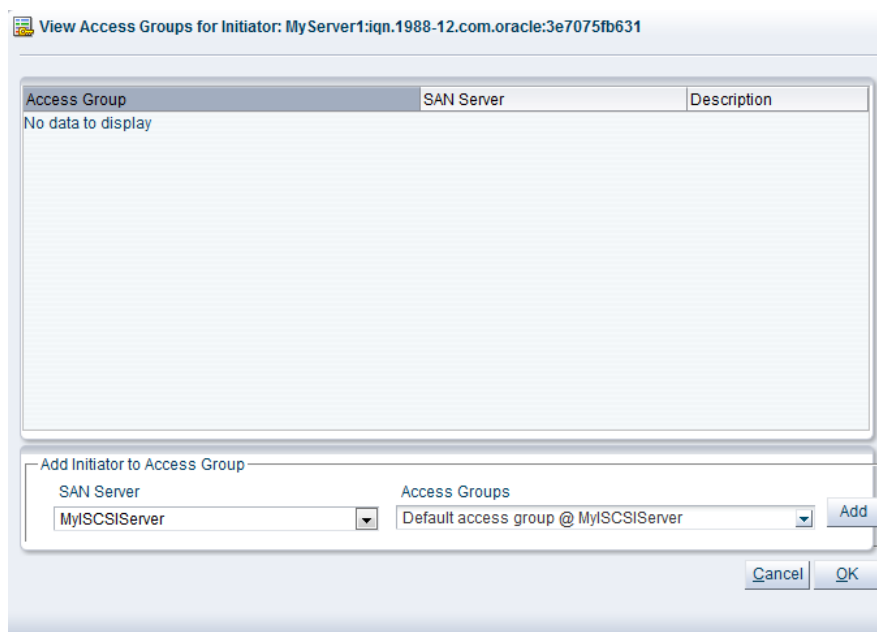 View Access Groups for Initiator: MyServer1:iqn.1988-12.com.oracle:3e7075fb631
Access Group SAN Server Description
No data to display
Add Initiator to Access Group
SAN Server Access Groups
MyISCSIServer Default access group @ MyISCSIServer Add
Cancel OK